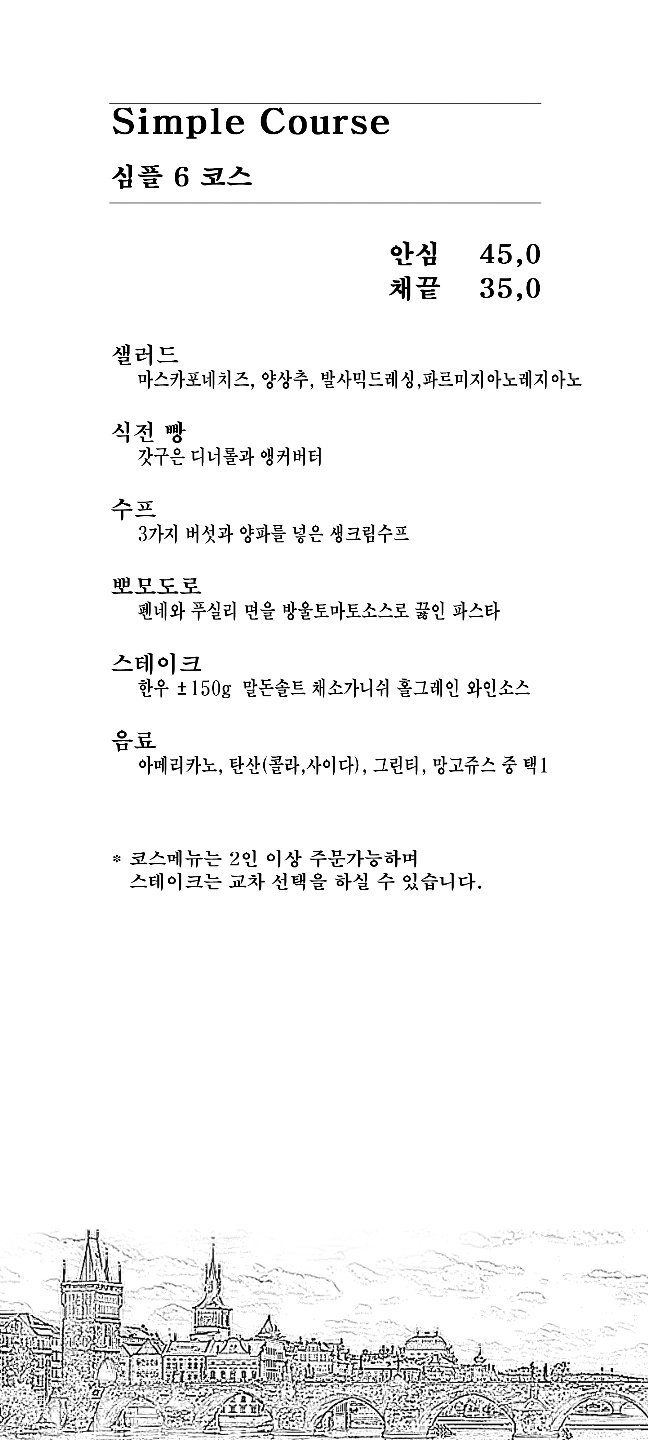 Simple Course
심플 6 코스
안심 45,0
채끝 35,0
샐러드
마스카포네치즈, 양상추, 발사믹드레싱,파르미지아노레지아노
식전 빵
갓구은 디너롤과 앵커버터
수프
3가지 버섯과 양파를 넣은 생크림수프
뽀모도로
펜네와 푸실리 면을 방울토마토소스로 끓인 파스타
스테이크
한우 ±150g 말돈솔트 채소가니쉬 홀그레인 와인소스
음료
아메리카노, 탄산(콜라,사이다), 그린티, 망고쥬스 중 택1
* 코스메뉴는 2인 이상 주문가능하며
스테이크는 교차 선택을 하실 수 있습니다.